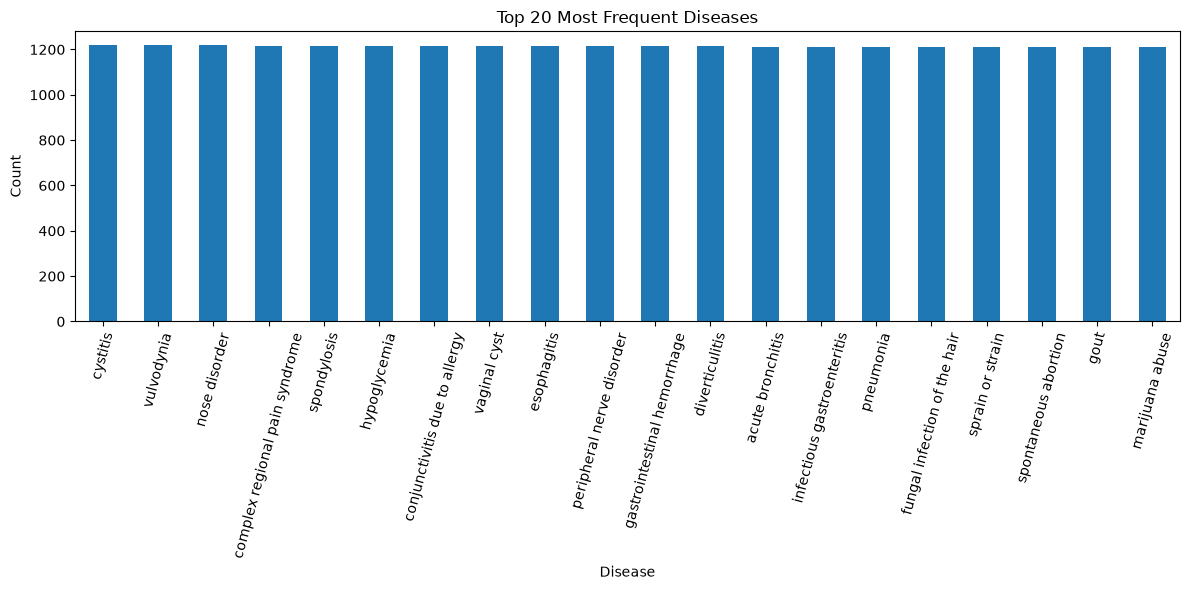 Top 20 Most Frequent Diseases
Count
1200
1000
800
600
400
200
0
cystitis
vulvodynia
nose disorder
complex regional pain syndrome
spondylosis
hypoglycemia
conjunctivitis due to allergy
vaginal cyst
esophagitis
peripheral nerve disorder
gastrointestinal hemorrhage
diverticulitis
acute bronchitis
infectious gastroenteritis
pneumonia
fungal infection of the hair
sprain or strain
spontaneous abortion
gout
marijuana abuse
Disease